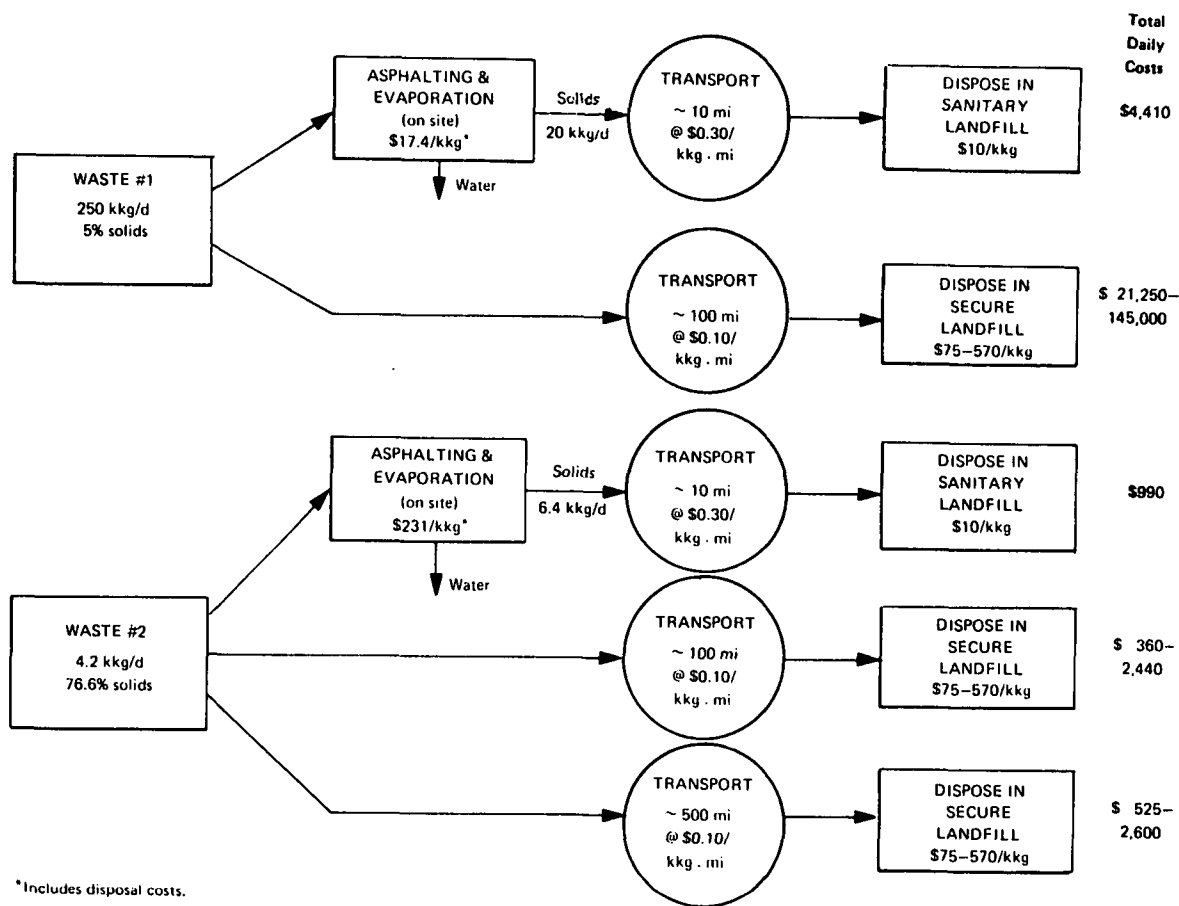 Total
Daily
Costs
ASPHALTING &
EVAPORATION
(on site)
$17.4/kkg*
Solids
20 kkg/d
Water
TRANSPORT
~ 10 mi
@ $0.30/
kkg . mi
DISPOSE IN
SANITARY
LANDFILL
$10/kkg
$4,410
WASTE #1
250 kkg/d
5% solids
TRANSPORT
~ 100 mi
@ $0.10/
kkg . mi
DISPOSE IN
SECURE
LANDFILL
$75–570/kkg
$ 21,250–
145,000
ASPHALTING &
EVAPORATION
(on site)
$231/kkg*
Solids
6.4 kkg/d
Water
TRANSPORT
~ 10 mi
@ $0.30/
kkg . mi
DISPOSE IN
SANITARY
LANDFILL
$10/kkg
$990
WASTE #2
4.2 kkg/d
76.6% solids
TRANSPORT
~ 100 mi
@ $0.10/
kkg . mi
DISPOSE IN
SECURE
LANDFILL
$75–570/kkg
$ 360–
2,440
TRANSPORT
~ 500 mi
@ $0.10/
kkg . mi
DISPOSE IN
SECURE
LANDFILL
$75–570/kkg
$ 525–
2,600
*Includes disposal costs.